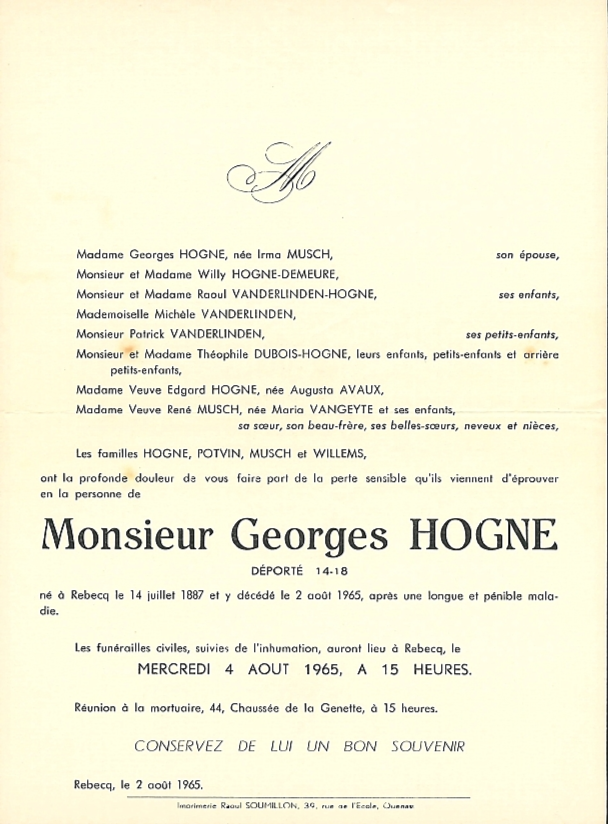 M
Madame Georges HOGNE, née Irma MUSCH, son épouse,
Monsieur et Madame Willy HOGNE-DEMEURE,
Monsieur et Madame Raoul VANDERLINDEN-HOGNE, ses enfants,
Mademoiselle Michèle VANDERLINDEN,
Monsieur Patrick VANDERLINDEN, ses petits-enfants,
Monsieur et Madame Théophile DUBOIS-HOGNE, leurs enfants, petits-enfants et arrière
petits-enfants,
Madame Veuve Edgard HOGNE, née Augusta AVAUX,
Madame Veuve René MUSCH, née Maria VANGEYTE et ses enfants,
sa sœur, son beau-frère, ses belles-sœurs, neveux et nièces,
Les familles HOGNE, POTVIN, MUSCH et WILLEMS,
ont la profonde douleur de vous faire part de la perte sensible qu'ils viennent d'éprouver
en la personne de
Monsieur Georges HOGNE
DÉPORTÉ 14-18
né à Rebecq le 14 juillet 1887 et y décédé le 2 août 1965, après une longue et pénible mala-
die.
Les funérailles civiles, suivies de l'inhumation, auront lieu à Rebecq, le
MERCREDI 4 AOUT 1965, A 15 HEURES.
Réunion à la mortuaire, 44, Chaussée de la Genette, à 15 heures.
CONSERVEZ DE LUI UN BON SOUVENIR
Rebecq, le 2 août 1965.
Imprimerie Raoul SOUMILLON, 39, rue de l'Ecole, Quenast